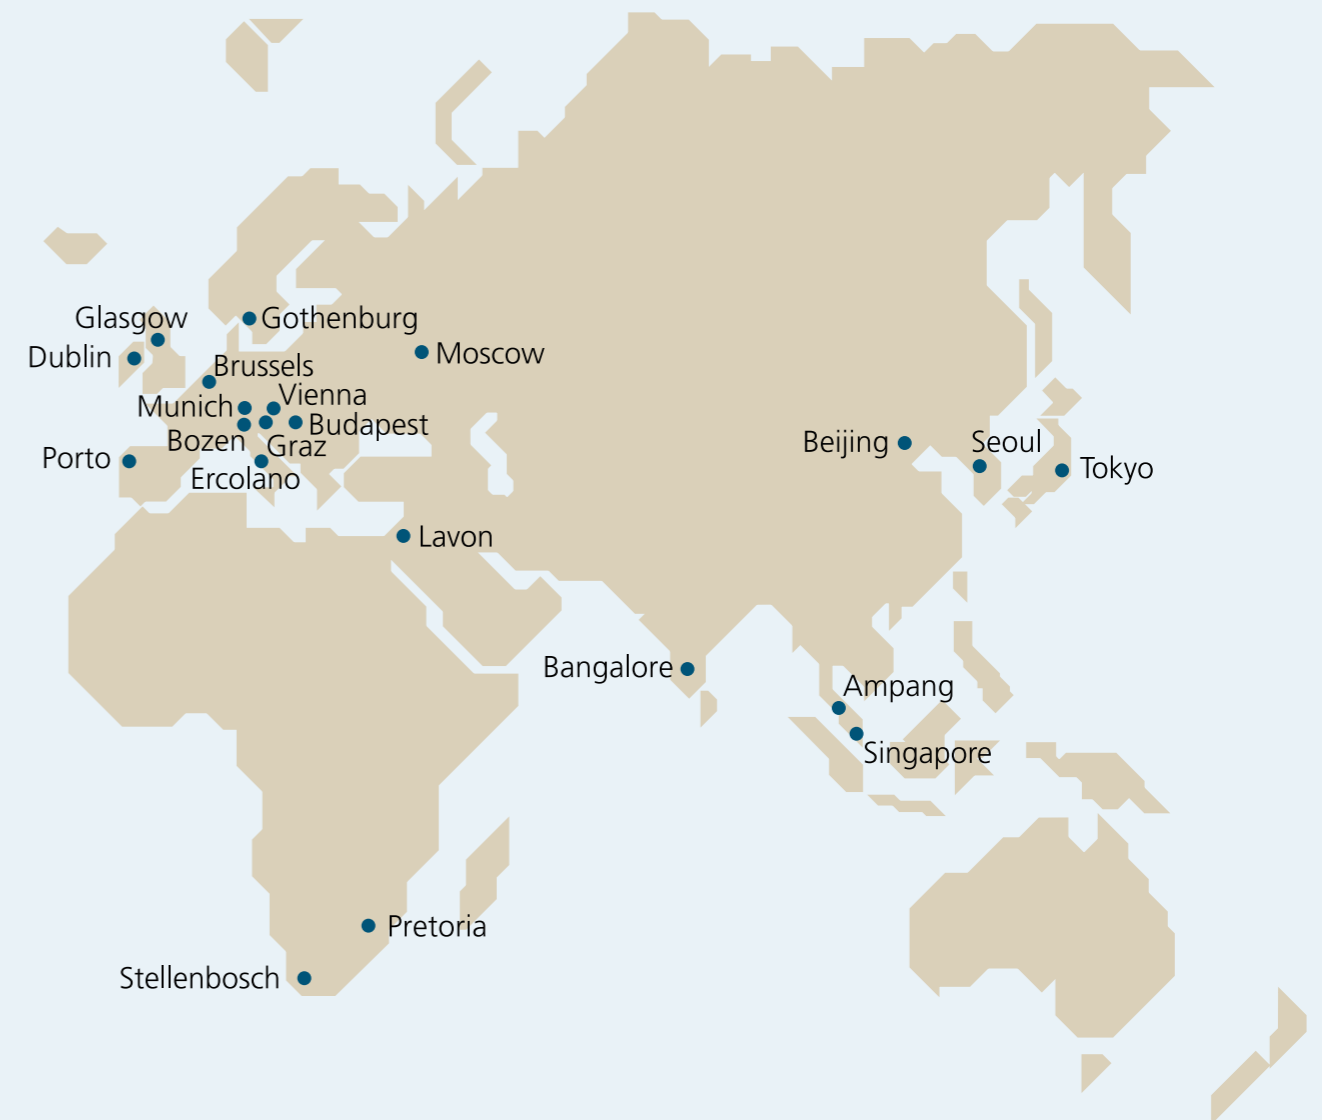 Glasgow
Gothenburg
Dublin
Moscow
Brussels
Vienna
Munich
Budapest
Bozen
Graz
Beijing
Seoul
Porto
Tokyo
Ercolano
Lavon
Bangalore
Ampang
Singapore
Pretoria
Stellenbosch